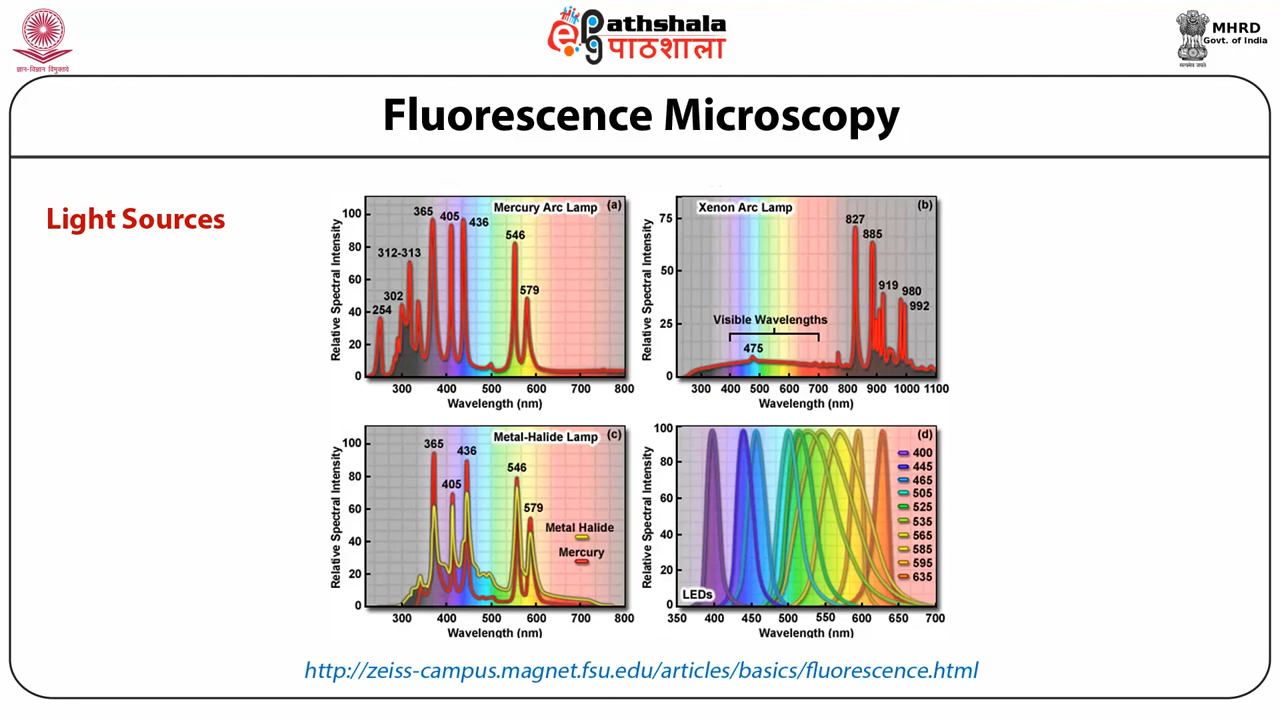 ज्ञान-विज्ञान विमुक्तये
ePathshala
पाठशाला
MHRD
Govt. of India
सत्यमेव जयते
Fluorescence Microscopy
Light Sources
Mercury Arc Lamp (a)
Relative Spectral Intensity
100
80
60
40
20
0
254
302
312-313
365
405
436
546
579
300 400 500 600 700 800
Wavelength (nm)
Xenon Arc Lamp (b)
Relative Spectral Intensity
75
50
25
0
Visible Wavelengths
475
827
885
919
980
992
300 400 500 600 700 800 900 1000 1100
Wavelength (nm)
Metal-Halide Lamp (c)
Relative Spectral Intensity
100
80
60
40
20
0
365
405
436
546
579
Metal Halide
Mercury
300 400 500 600 700 800
Wavelength (nm)
(d)
Relative Spectral Intensity
100
80
60
40
20
0
400
445
465
505
525
535
565
585
595
635
LEDs
350 400 450 500 550 600 650 700
Wavelength (nm)
http://zeiss-campus.magnet.fsu.edu/articles/basics/fluorescence.html